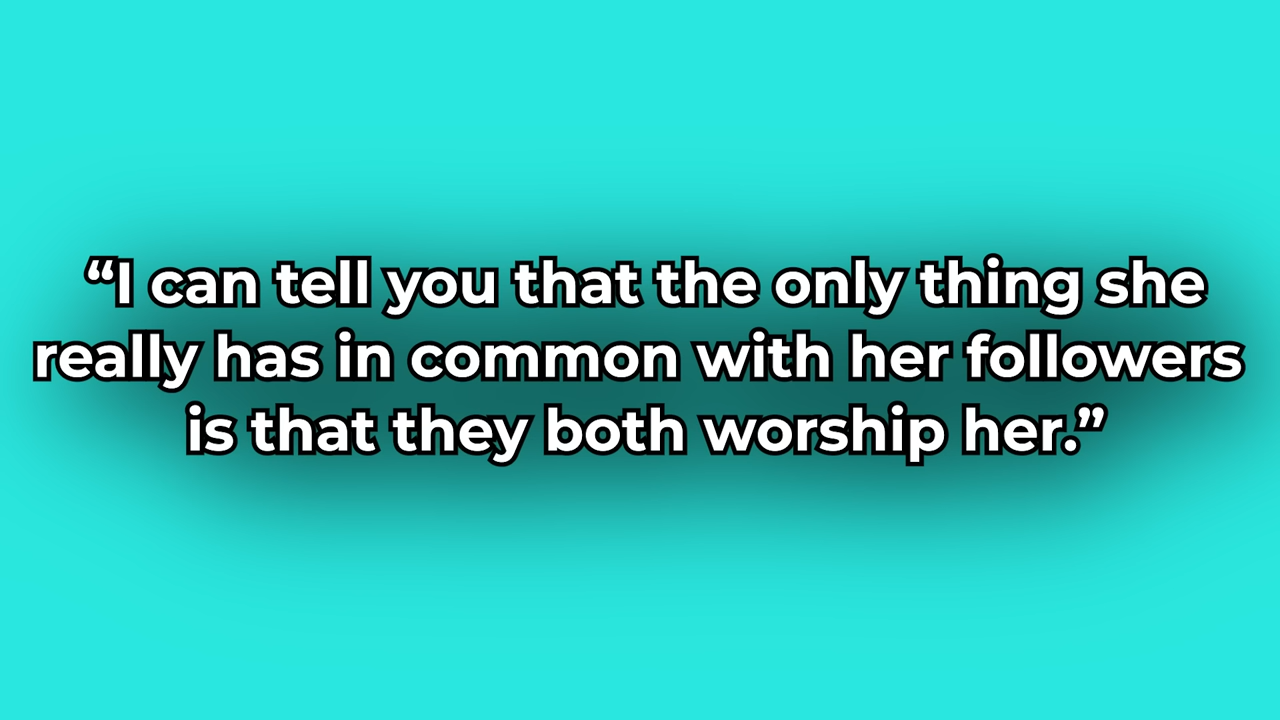 “I can tell you that the only thing she
really has in common with her followers
is that they both worship her.”